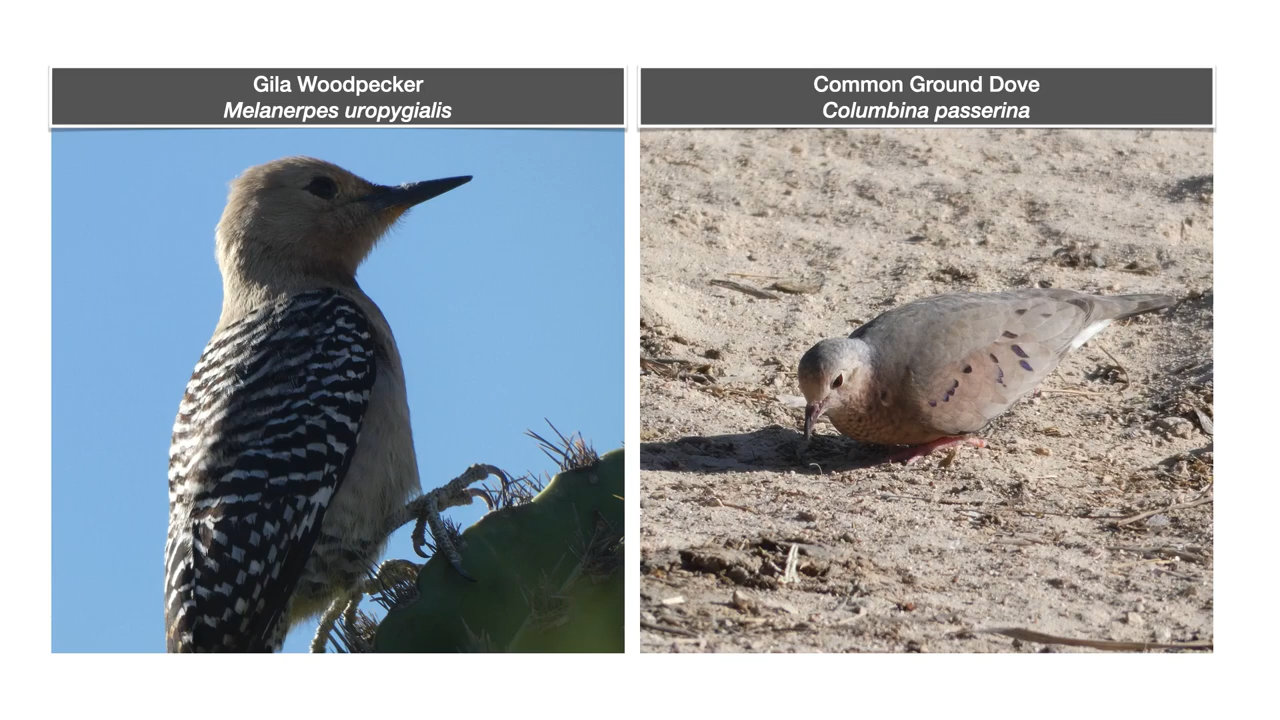 Gila Woodpecker
Melanerpes uropygialis
Common Ground Dove
Columbina passerina